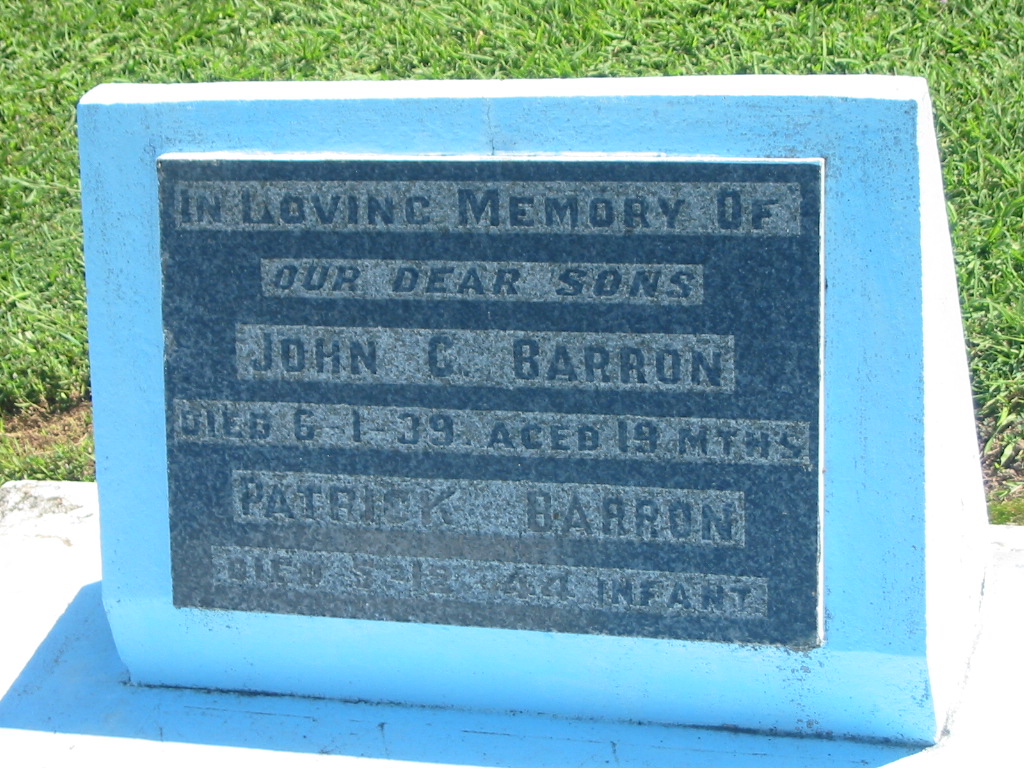 IN LOVING MEMORY OF
OUR DEAR SONS
JOHN C. BARRON
DIED 6-1-39. AGED 19 MTHS
PATRICK BARRON
DIED INFANT